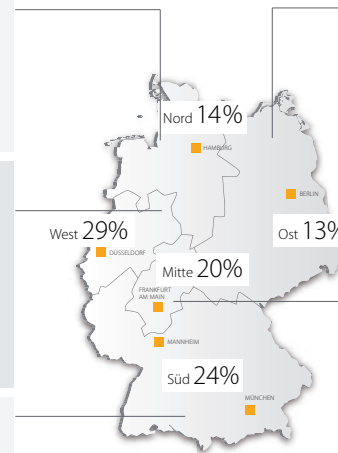 Nord 14%
HAMBURG
BERLIN
West 29%
Ost 13%
DÜSSELDORF
Mitte 20%
FRANKFURT
AM MAIN
MANNHEIM
Süd 24%
MÜNCHEN